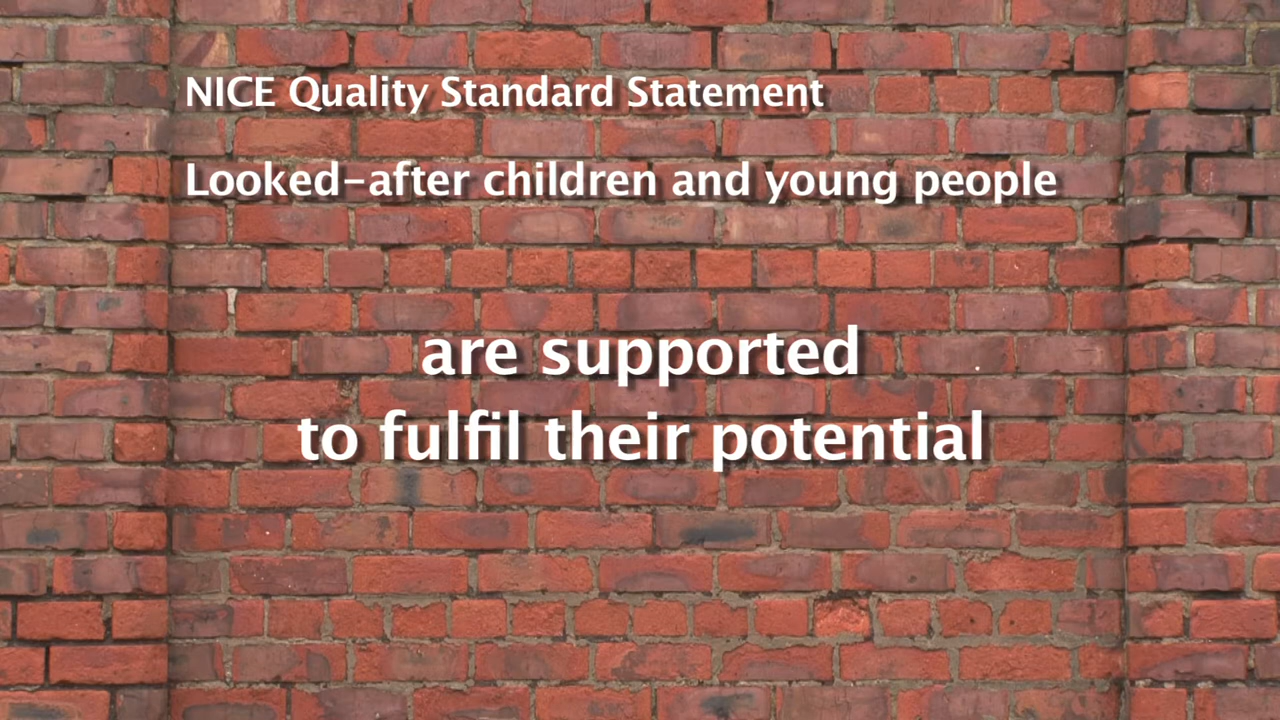 NICE Quality Standard Statement
Looked-after children and young people
are supported
to fulfil their potential